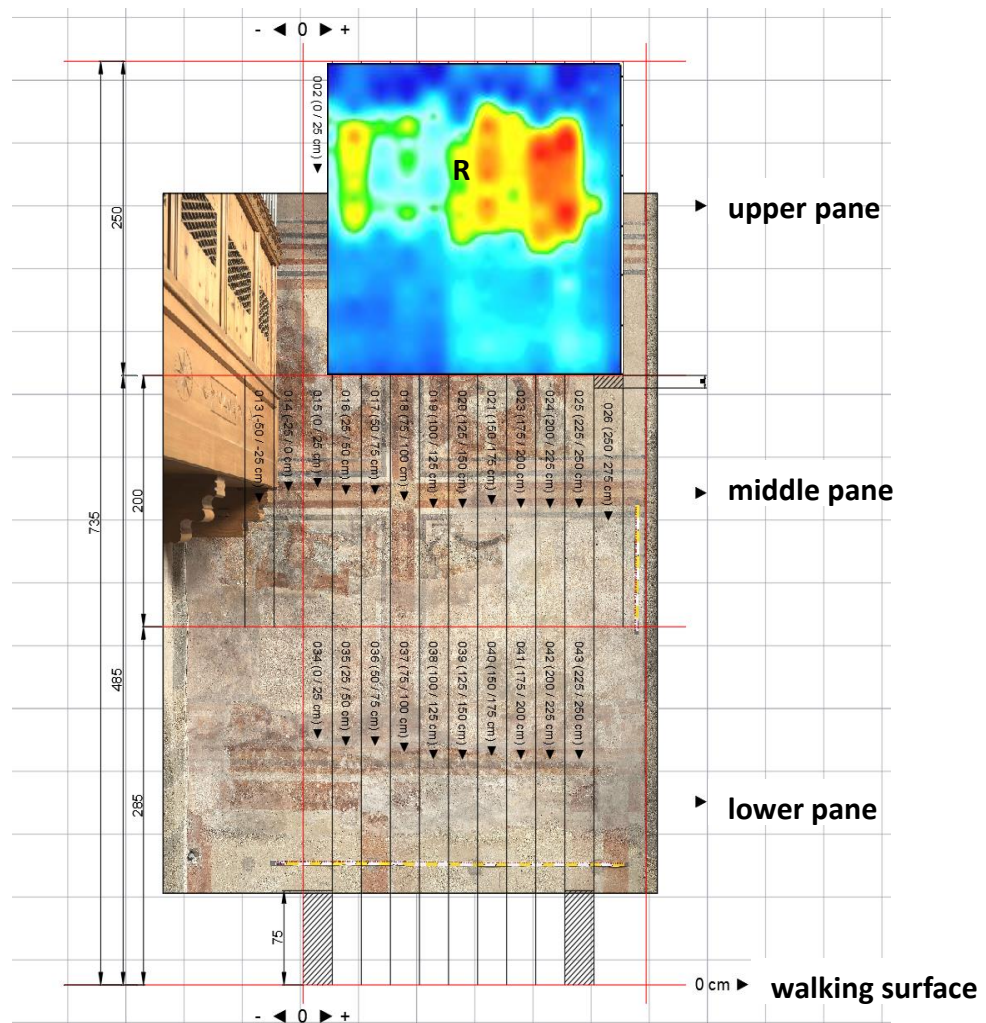 - ◄ 0 ► +
002 (0 / 25 cm) ►
R
250
upper pane
013 (-50 / -25 cm) ►
014 (-25 / 0 cm) ►
015 (0 / 25 cm) ►
016 (25 / 50 cm) ►
017 (50 / 75 cm) ►
018 (75 / 100 cm) ►
019 (100 / 125 cm) ►
020 (125 / 150 cm) ►
021 (150 / 175 cm) ►
023 (175 / 200 cm) ►
024 (200 / 225 cm) ►
025 (225 / 250 cm) ►
026 (250 / 275 cm) ►
middle pane
200
735
485
034 (0 / 25 cm) ►
035 (25 / 50 cm) ►
036 (50 / 75 cm) ►
037 (75 / 100 cm) ►
038 (100 / 125 cm) ►
039 (125 / 150 cm) ►
040 (150 / 175 cm) ►
041 (175 / 200 cm) ►
042 (200 / 225 cm) ►
043 (225 / 250 cm) ►
285
lower pane
75
0 cm ► walking surface
- ◄ 0 ► +